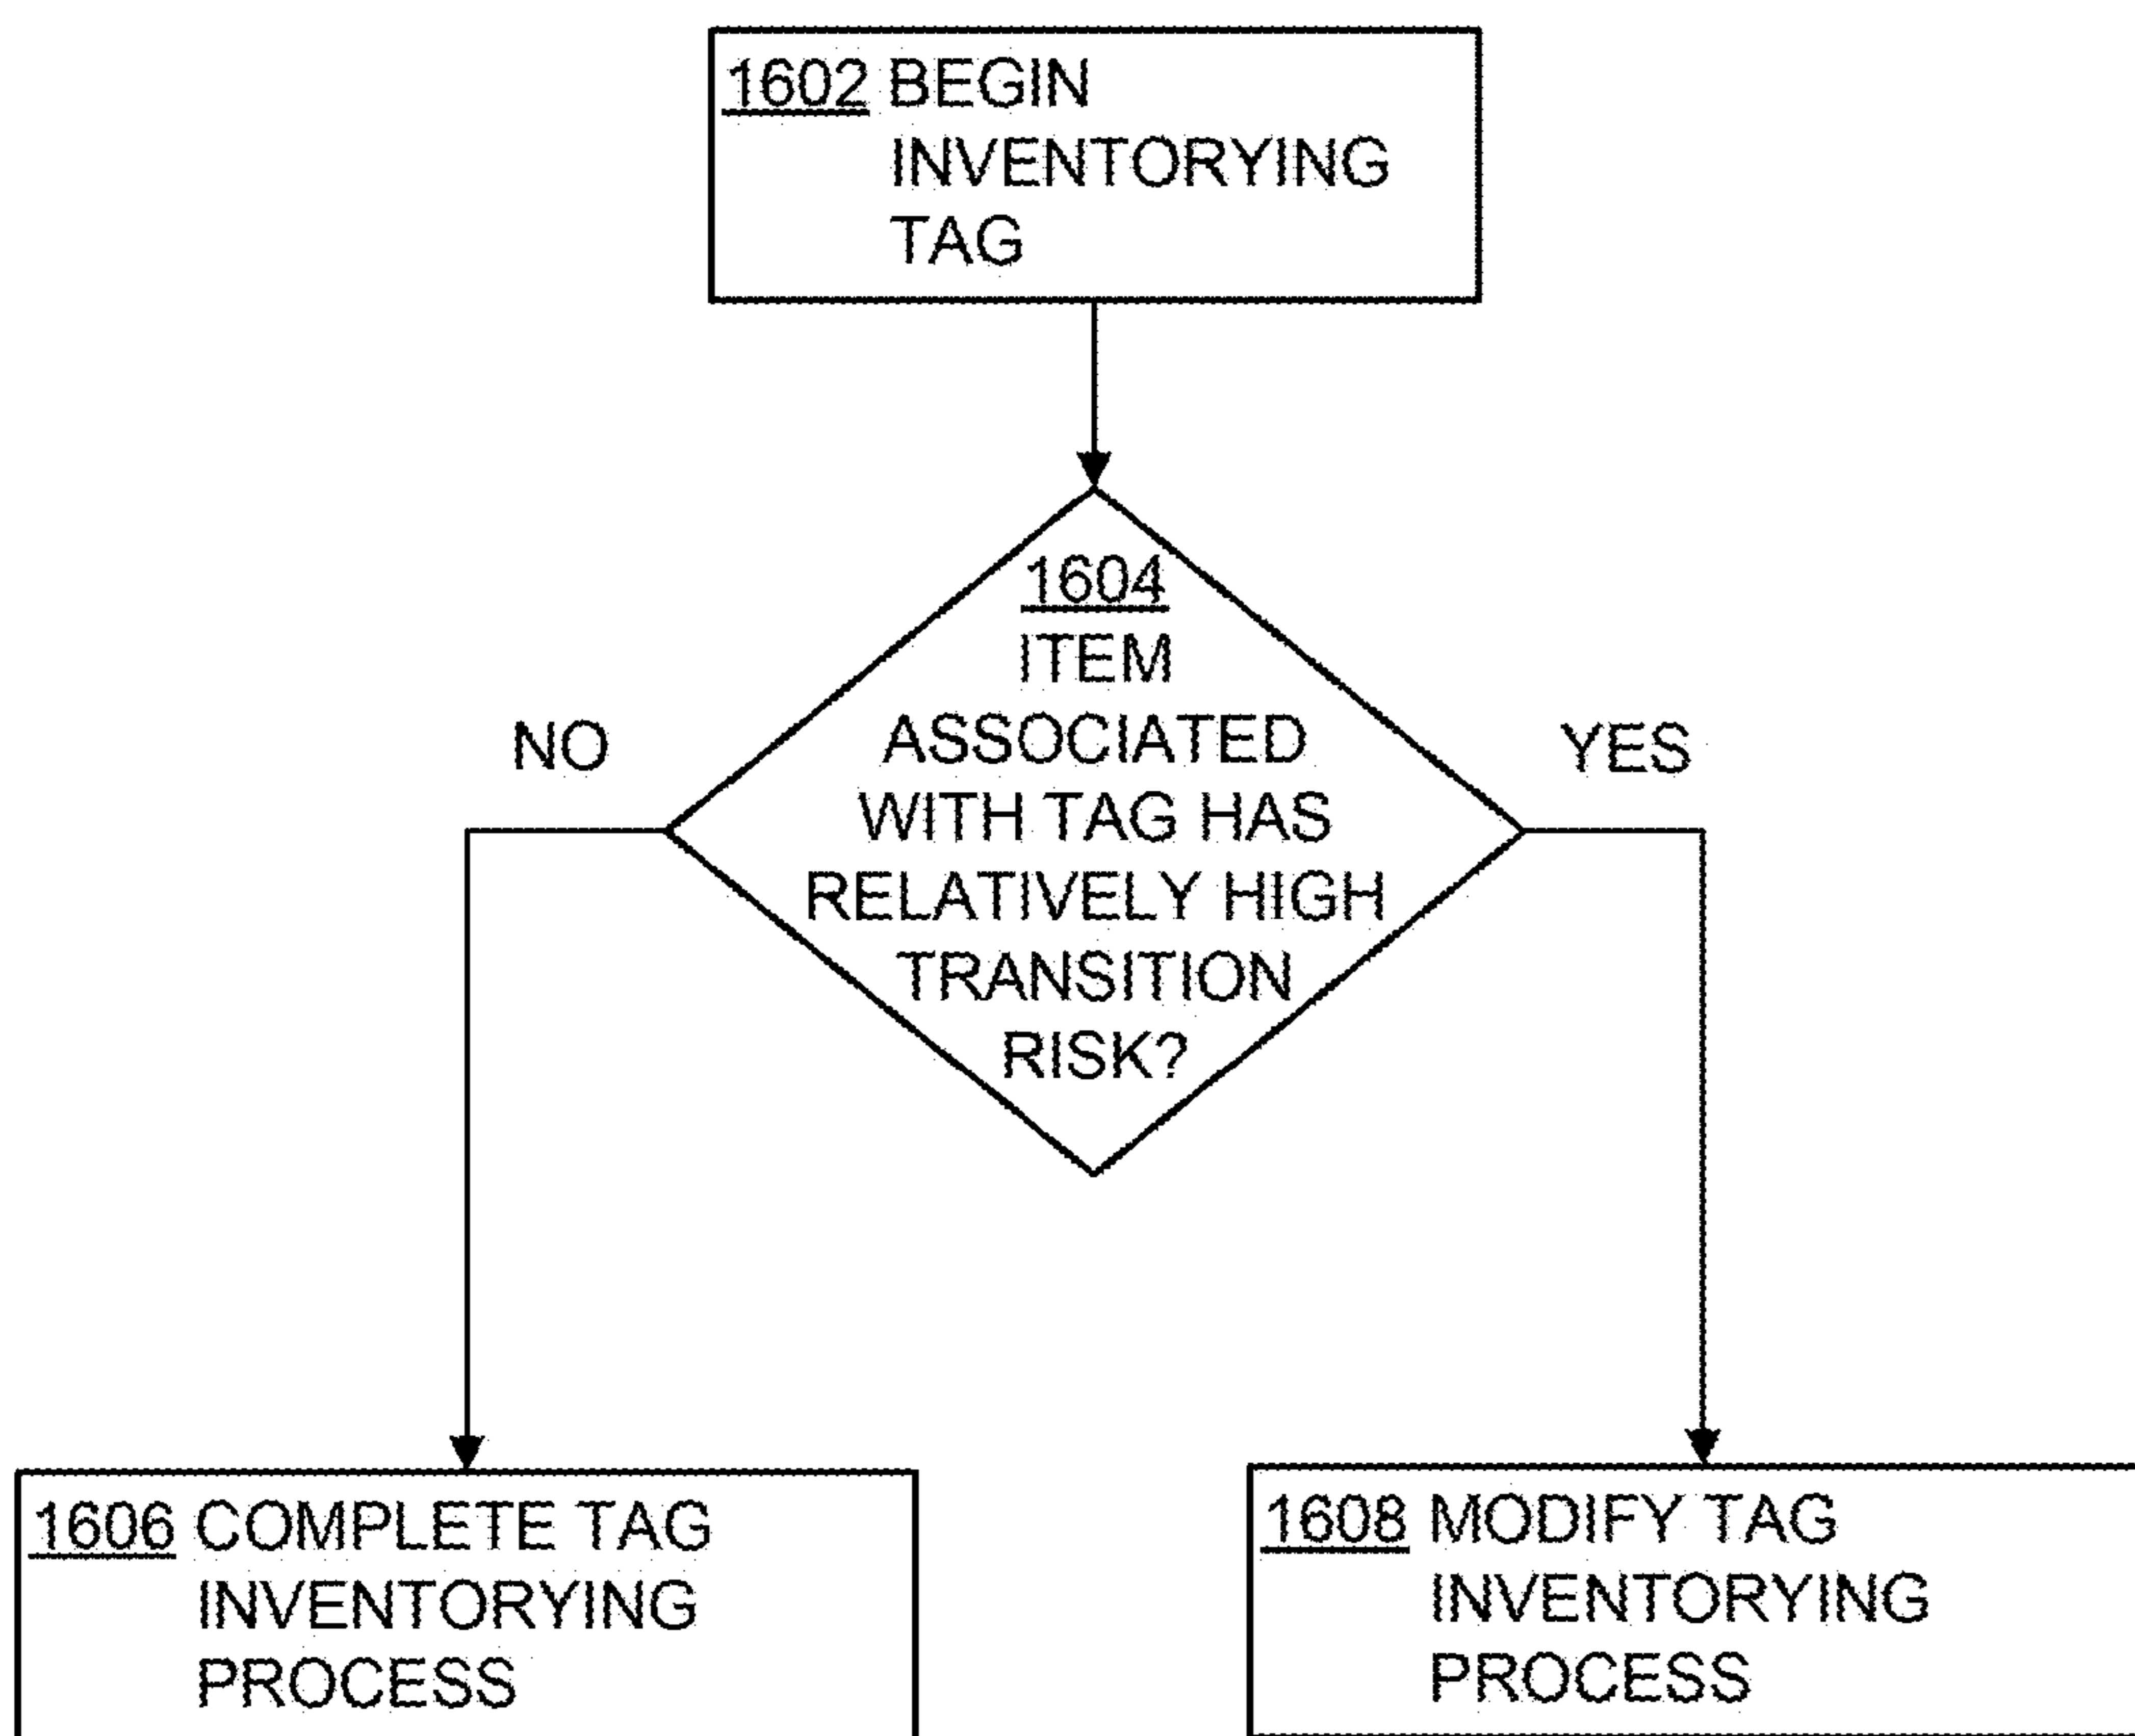 1602 BEGIN
INVENTORYING
TAG
1604
ITEM
ASSOCIATED
WITH TAG HAS
RELATIVELY HIGH
TRANSITION
RISK?
NO
YES
1606 COMPLETE TAG
INVENTORYING
PROCESS
1608 MODIFY TAG
INVENTORYING
PROCESS